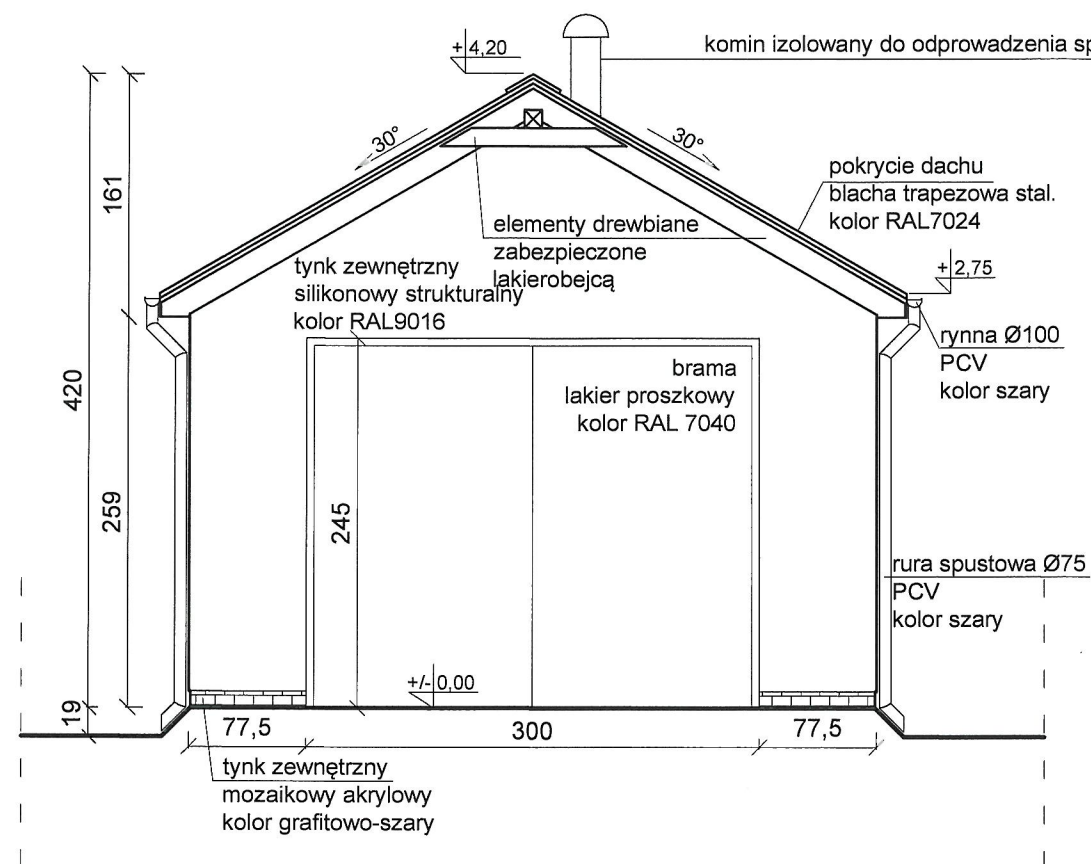 +4,20
komin izolowany do odprowadzenia
30°
30°
pokrycie dachu
blacha trapezowa stal.
kolor RAL7024
161
elementy drewbiane
zabezpieczone
lakierobejcą
tynk zewnętrzny
silikonowy strukturalny
kolor RAL9016
+2,75
rynna Ø100
PCV
kolor szary
brama
lakier proszkowy
kolor RAL 7040
420
259
245
rura spustowa Ø75
PCV
kolor szary
+/-0,00
19
77,5
300
77,5
tynk zewnętrzny
mozaikowy akrylowy
kolor grafitowo-szary